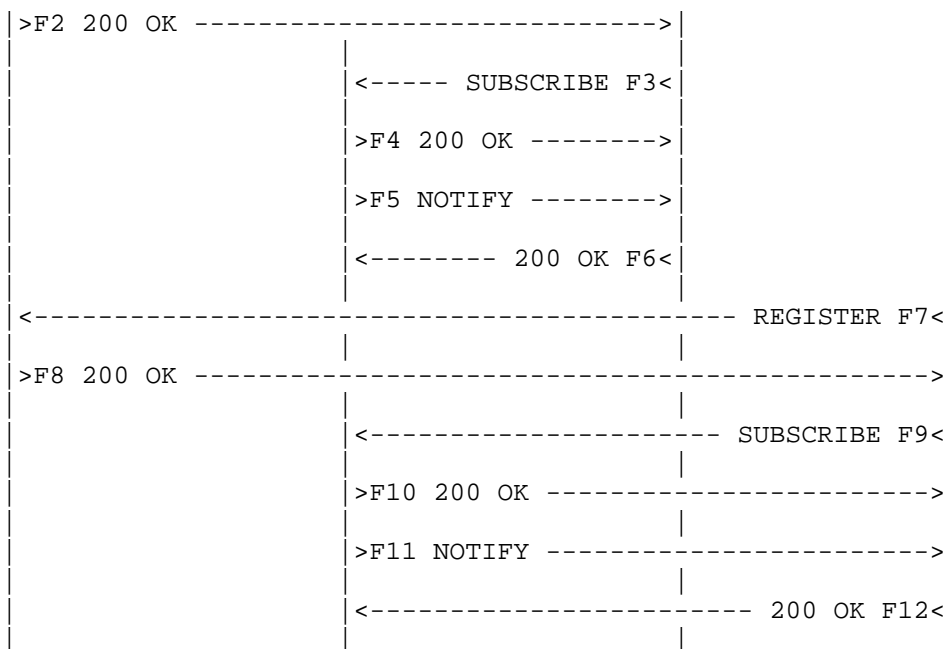 |>F2 200 OK ----------------------------->|
|<----- SUBSCRIBE F3<|
|>F4 200 OK -------->|
|>F5 NOTIFY -------->|
|<-------- 200 OK F6<|
|<-------------------------------------------- REGISTER F7<
|>F8 200 OK ---------------------------------------------->
|<---------------------- SUBSCRIBE F9<
|>F10 200 OK ------------------------>
|>F11 NOTIFY ------------------------>
|<------------------------ 200 OK F12<